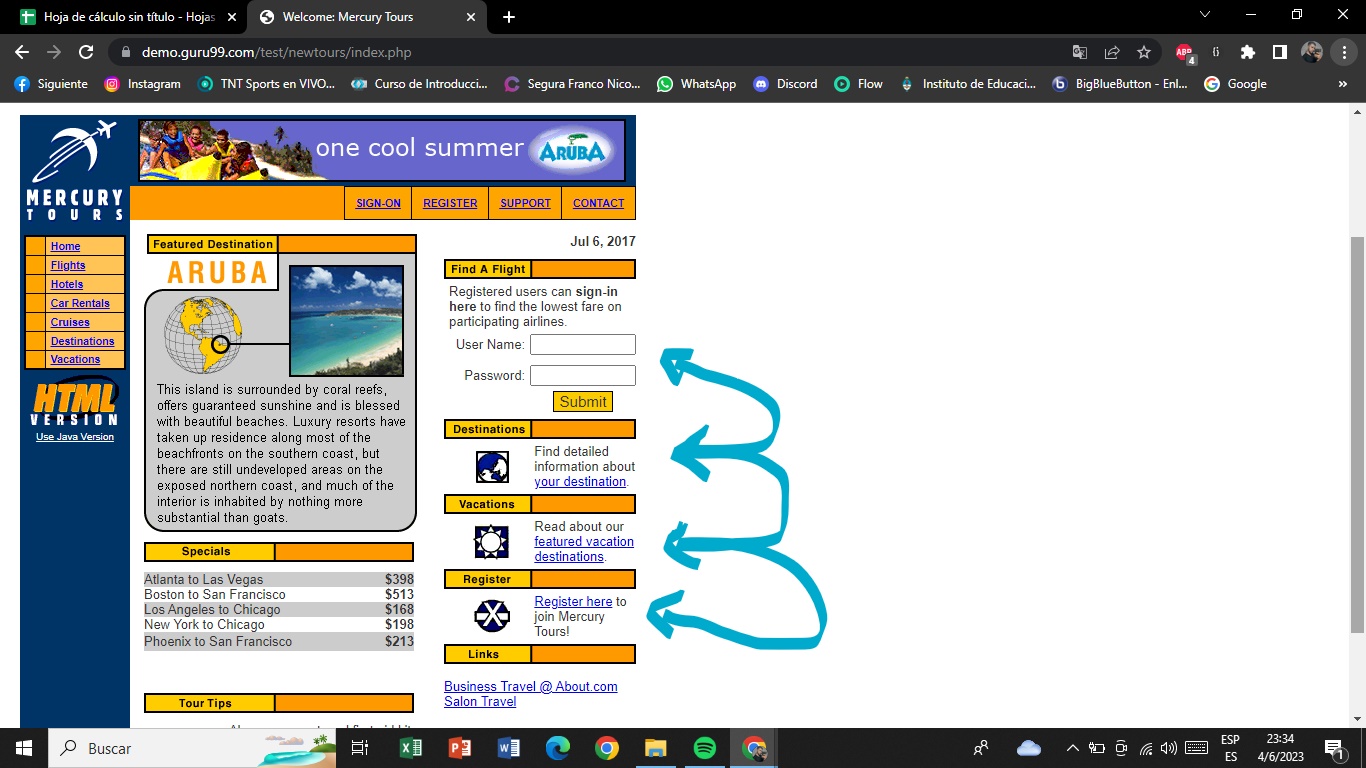 Hoja de cálculo sin título - Hojas
Welcome: Mercury Tours
demo.guru99.com/test/newtours/index.php
ABP
4
Siguiente
Instagram
TNT Sports en VIVO...
Curso de Introducci...
Segura Franco Nico...
WhatsApp
Discord
Flow
Instituto de Educaci...
BigBlueButton - Enl...
Google
»
MERCURY
TOURS
one cool summer
ARUBA
SIGN-ON
REGISTER
SUPPORT
CONTACT
Home
Flights
Hotels
Car Rentals
Cruises
Destinations
Vacations
HTML
VERSION
Use Java Version
Featured Destination
ARUBA
This island is surrounded by coral reefs,
offers guaranteed sunshine and is blessed
with beautiful beaches. Luxury resorts have
taken up residence along most of the
beachfronts on the southern coast, but
there are still undeveloped areas on the
exposed northern coast, and much of the
interior is inhabited by nothing more
substantial than goats.
Specials
Atlanta to Las Vegas $398
Boston to San Francisco $513
Los Angeles to Chicago $168
New York to Chicago $198
Phoenix to San Francisco $213
Tour Tips
Jul 6, 2017
Find A Flight
Registered users can sign-in
here to find the lowest fare on
participating airlines.
User Name:
Password:
Submit
Destinations
Find detailed
information about
your destination.
Vacations
Read about our
featured vacation
destinations.
Register
Register here to
join Mercury
Tours!
Links
Business Travel @ About.com
Salon Travel
Buscar
ESP
ES
23:34
4/6/2023
1